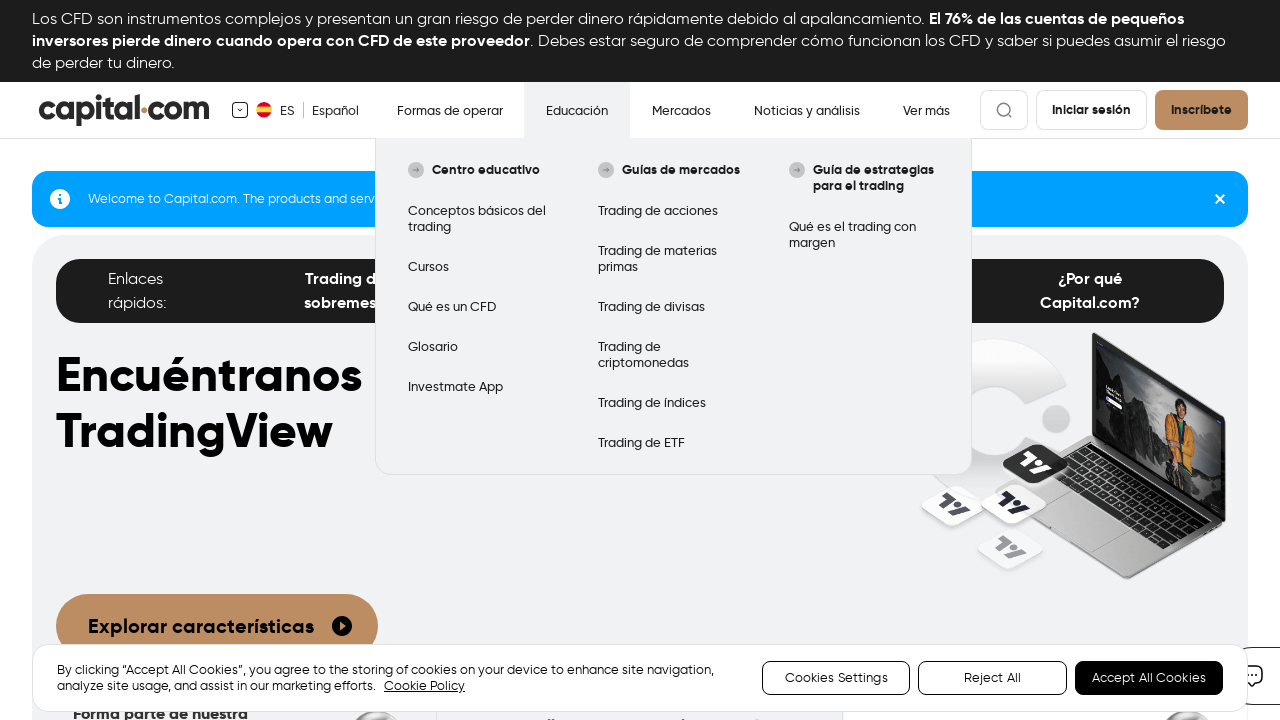 Los CFD son instrumentos complejos y presentan un gran riesgo de perder dinero rápidamente debido al apalancamiento. El 76% de las cuentas de pequeños
inversores pierde dinero cuando opera con CFD de este proveedor. Debes estar seguro de comprender cómo funcionan los CFD y saber si puedes asumir el riesgo
de perder tu dinero.
capital.com
ES
Español
Formas de operar
Educación
Mercados
Noticias y análisis
Ver más
Iniciar sesión
Inscríbete
Centro educativo
Conceptos básicos del
trading
Cursos
Qué es un CFD
Glosario
Investmate App
Guías de mercados
Trading de acciones
Trading de materias
primas
Trading de divisas
Trading de
criptomonedas
Trading de índices
Trading de ETF
Guía de estrategias
para el trading
Qué es el trading con
margen
Welcome to Capital.com. The products and serv
Enlaces
rápidos:
Trading d
sobremes
¿Por qué
Capital.com?
Encuéntranos
TradingView
Explorar características
By clicking “Accept All Cookies”, you agree to the storing of cookies on your device to enhance site navigation,
analyze site usage, and assist in our marketing efforts. Cookie Policy
Cookies Settings
Reject All
Accept All Cookies
Forma parte de nuestra